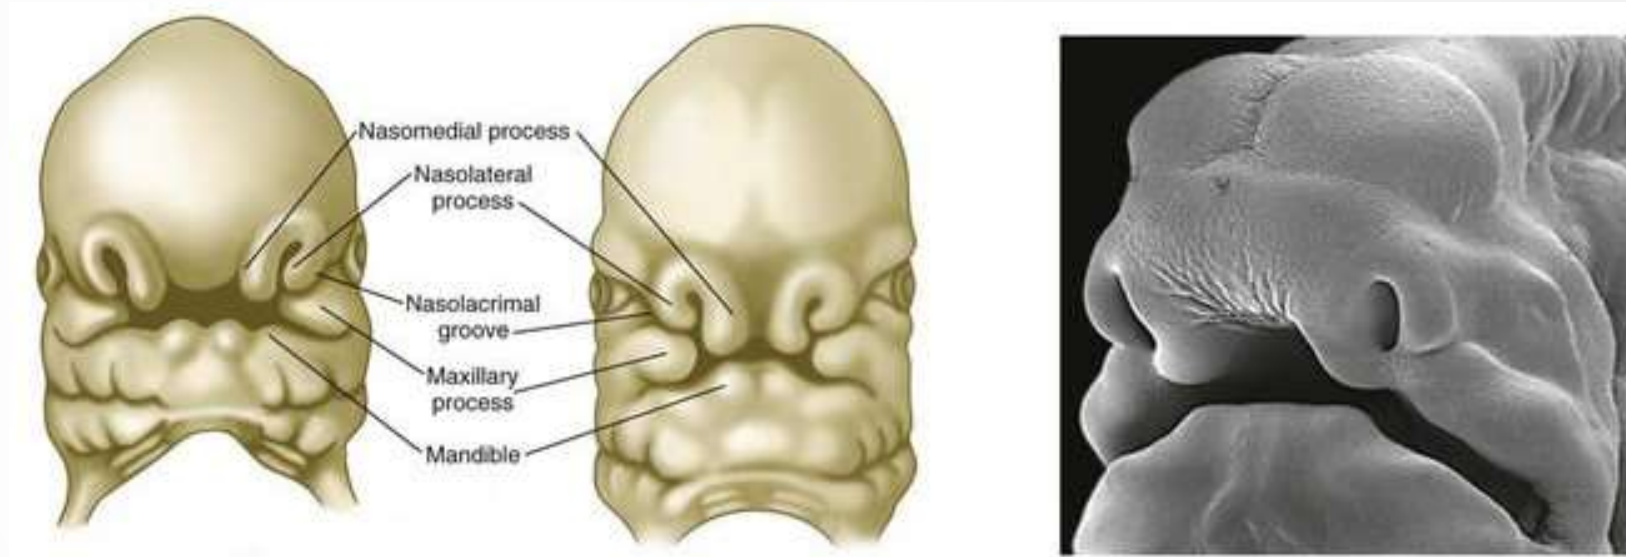 Nasomedial process
Nasolateral
process
Nasolacrimal
groove
Maxillary
process
Mandible